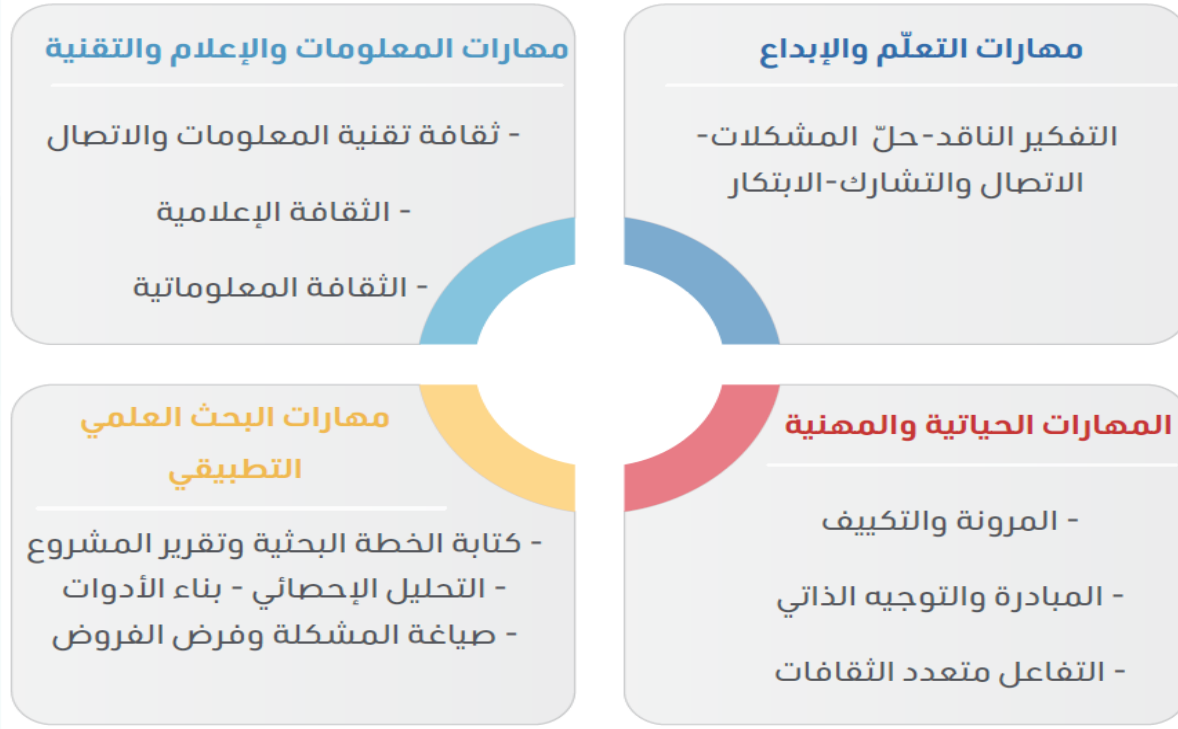 مهارات التعلّم والإبداع
التفكير الناقد-حلّ المشكلات-
الاتصال والتشارك-الابتكار
مهارات المعلومات والإعلام والتقنية
- ثقافة تقنية المعلومات والاتصال
- الثقافة الإعلامية
- الثقافة المعلوماتية
المهارات الحياتية والمهنية
- المرونة والتكييف
- المبادرة والتوجيه الذاتي
- التفاعل متعدد الثقافات
مهارات البحث العلمي
التطبيقي
- كتابة الخطة البحثية وتقرير المشروع
- التحليل الإحصائي - بناء الأدوات
- صياغة المشكلة وفرض الفروض